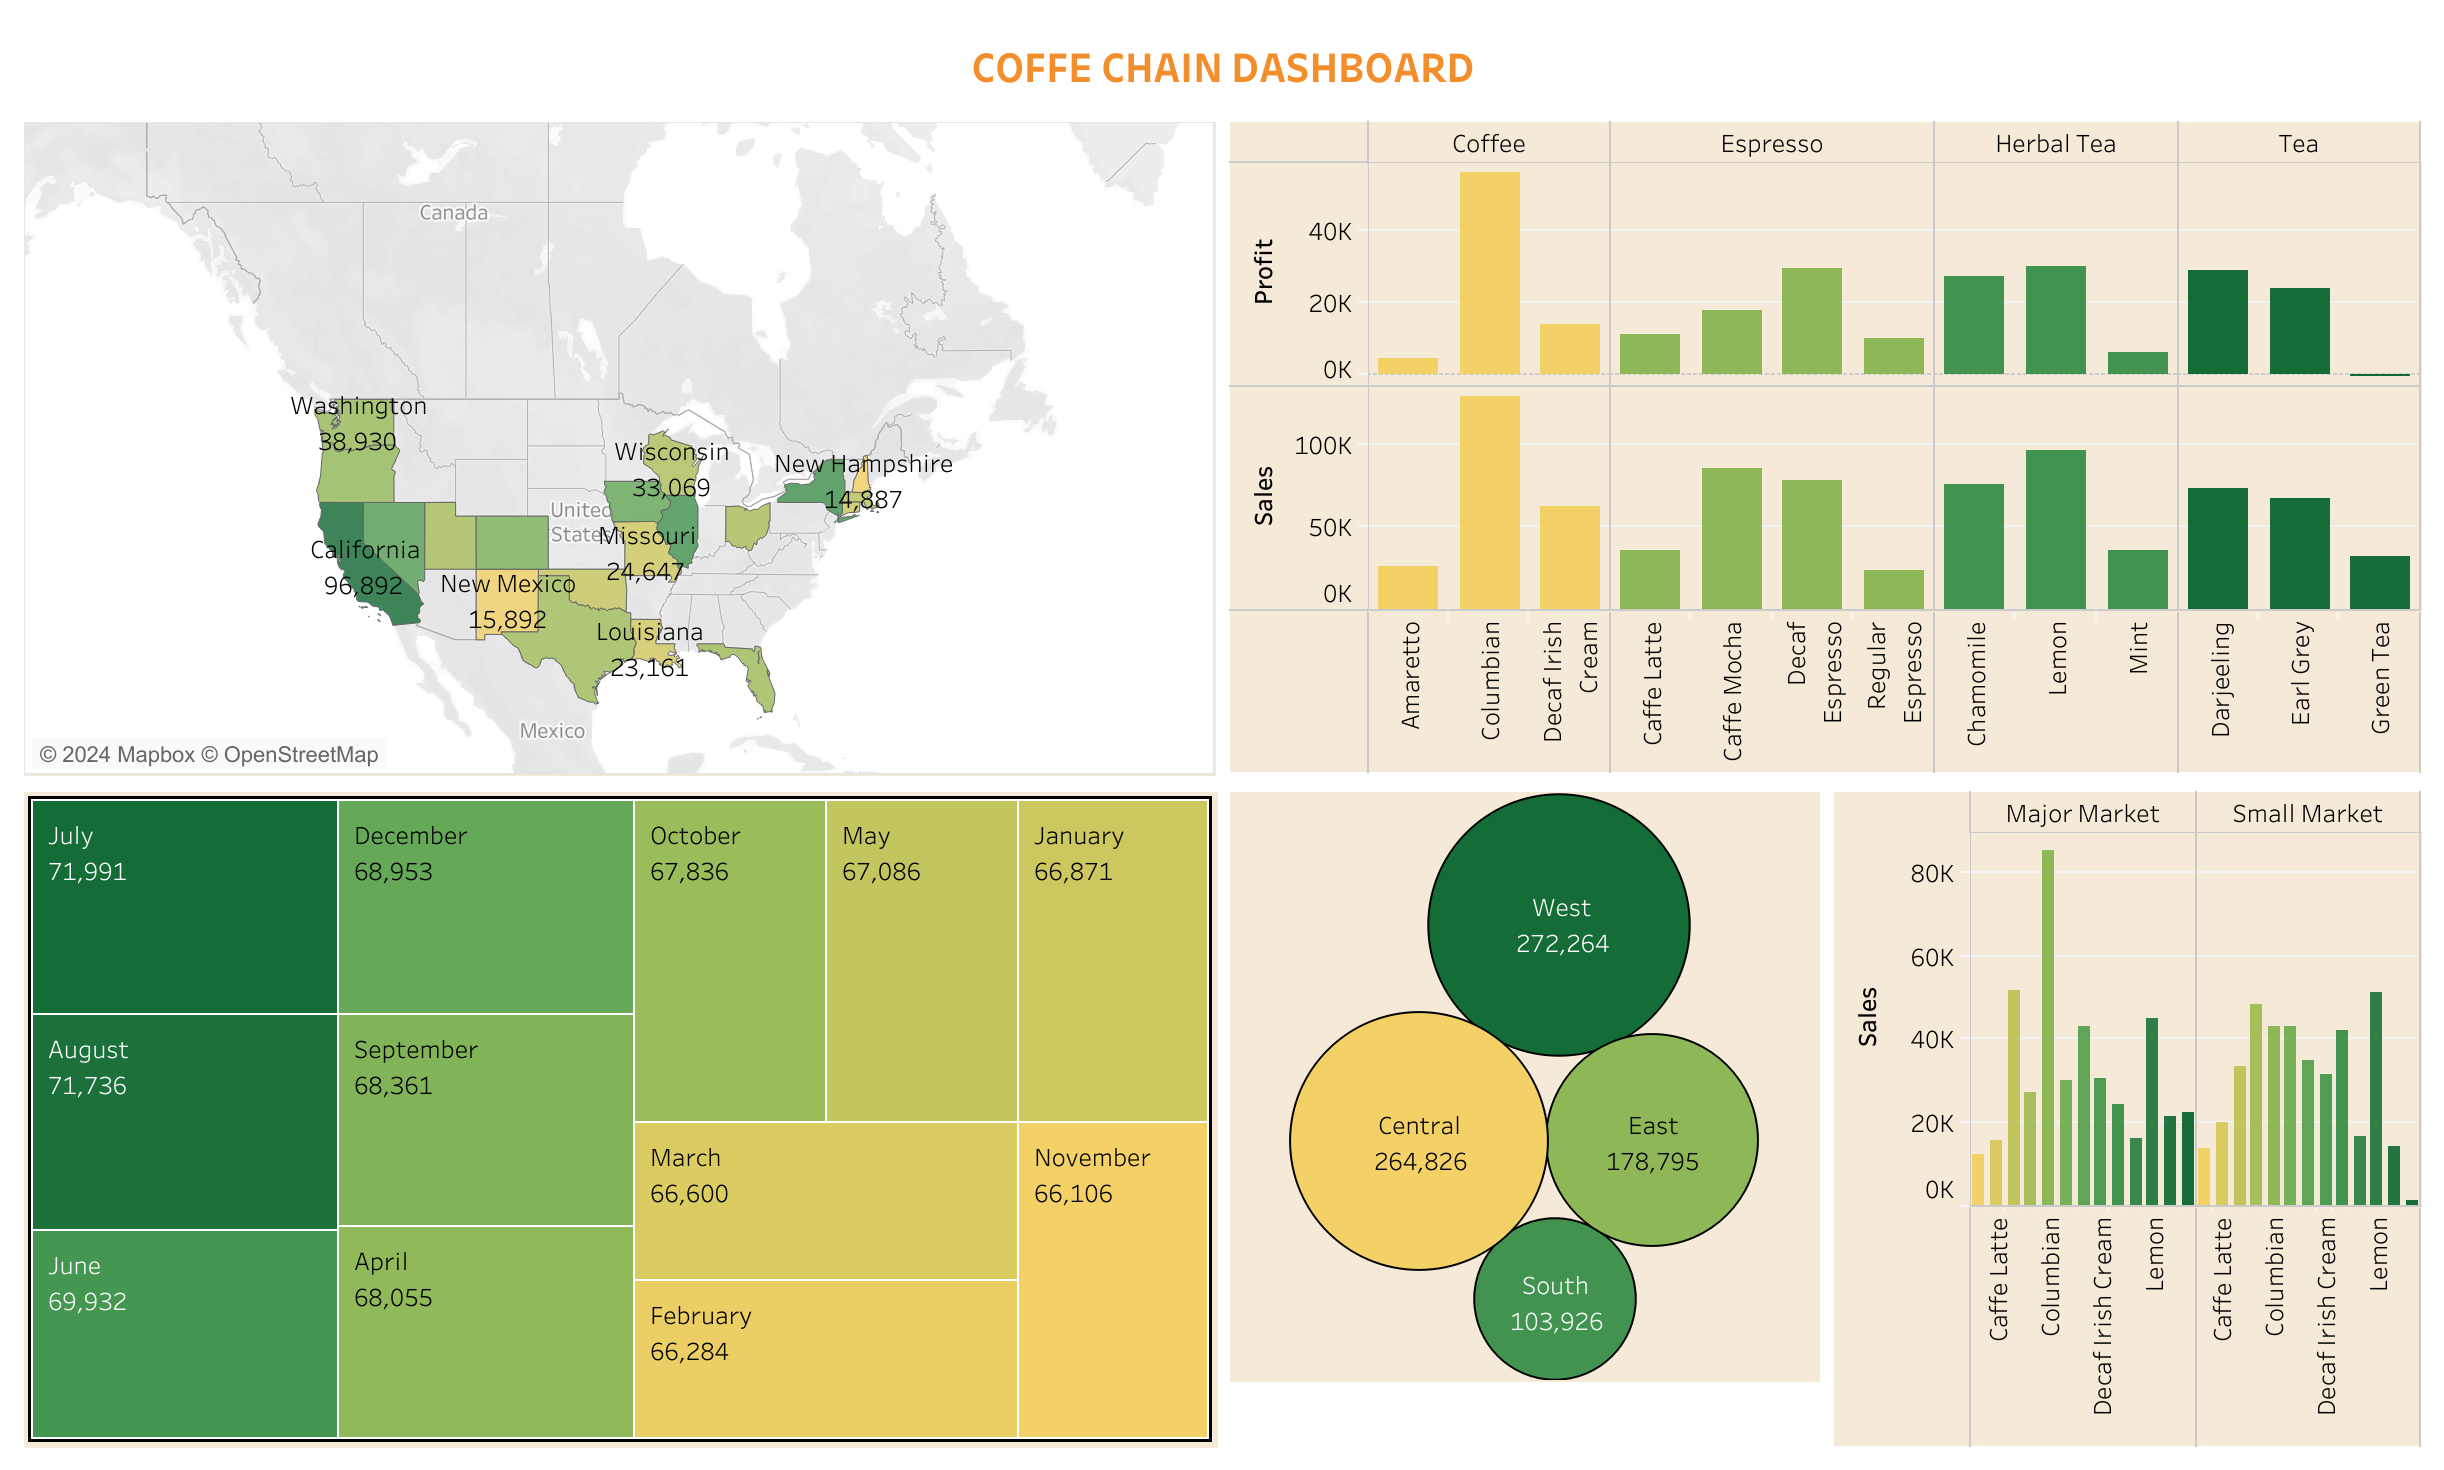 COFFE CHAIN DASHBOARD
Canada
Washington
38,930
Wisconsin
33,069
New Hampshire
14,887
United
States
Missouri
24,647
California
96,892
New Mexico
15,892
Louisiana
23,161
Mexico
© 2024 Mapbox © OpenStreetMap
Coffee
Espresso
Herbal Tea
Tea
Profit
40K
20K
0K
Sales
100K
50K
0K
Amaretto
Columbian
Decaf Irish
Cream
Caffe Latte
Caffe Mocha
Decaf
Espresso
Regular
Espresso
Chamomile
Lemon
Mint
Darjeeling
Earl Grey
Green Tea
July
71,991
August
71,736
June
69,932
December
68,953
September
68,361
April
68,055
October
67,836
May
67,086
January
66,871
March
66,600
February
66,284
November
66,106
West
272,264
Central
264,826
East
178,795
South
103,926
Major Market
Small Market
Sales
80K
60K
40K
20K
0K
Caffe Latte
Columbian
Decaf Irish Cream
Lemon
Caffe Latte
Columbian
Decaf Irish Cream
Lemon